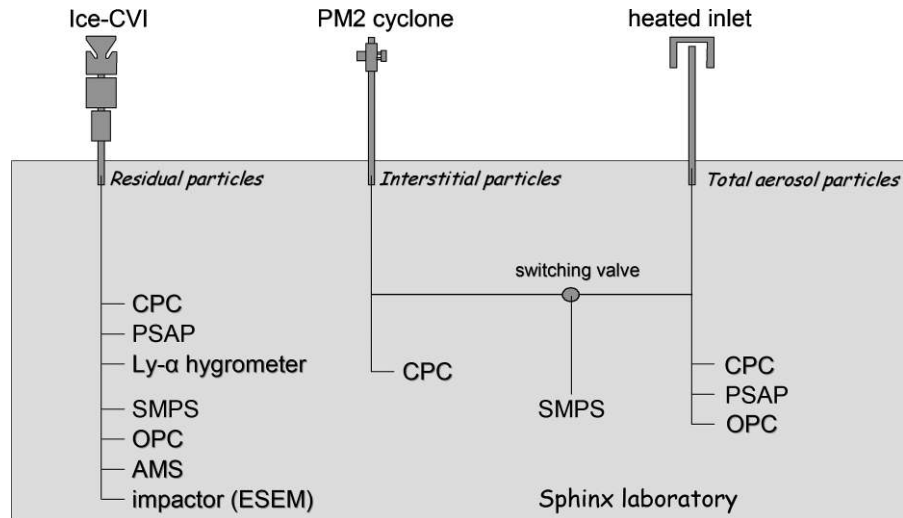 Ice-CVI
PM2 cyclone
heated inlet
Residual particles
Interstitial particles
Total aerosol particles
switching valve
CPC
PSAP
Ly-α hygrometer
SMPS
OPC
AMS
impactor (ESEM)
CPC
SMPS
CPC
PSAP
OPC
Sphinx laboratory